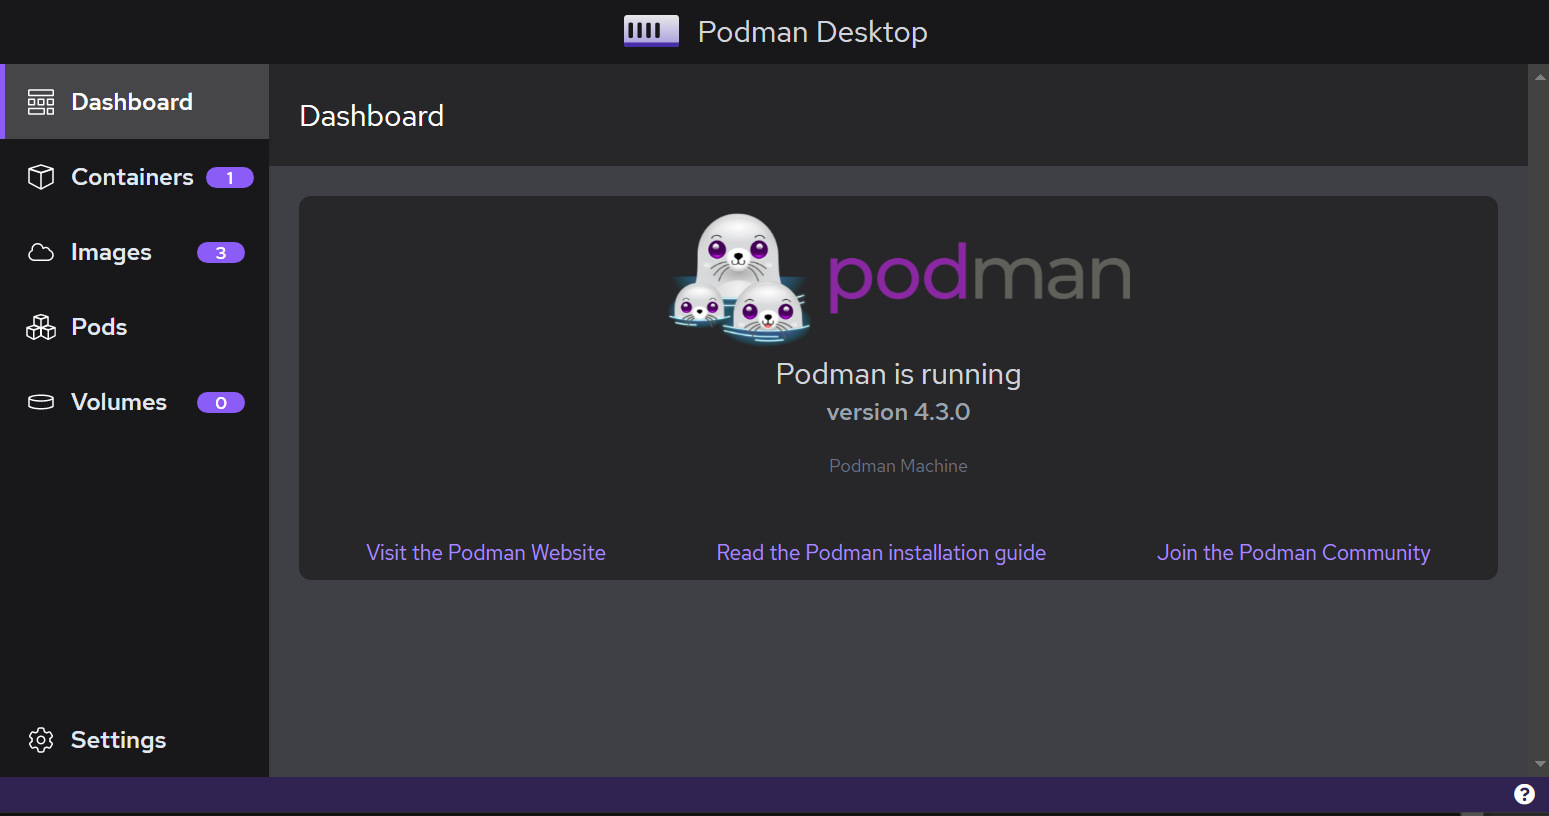 Podman Desktop
Dashboard
Containers 1
Images 3
Pods
Volumes 0
Settings
Dashboard
podman
Podman is running
version 4.3.0
Podman Machine
Visit the Podman Website
Read the Podman installation guide
Join the Podman Community
?